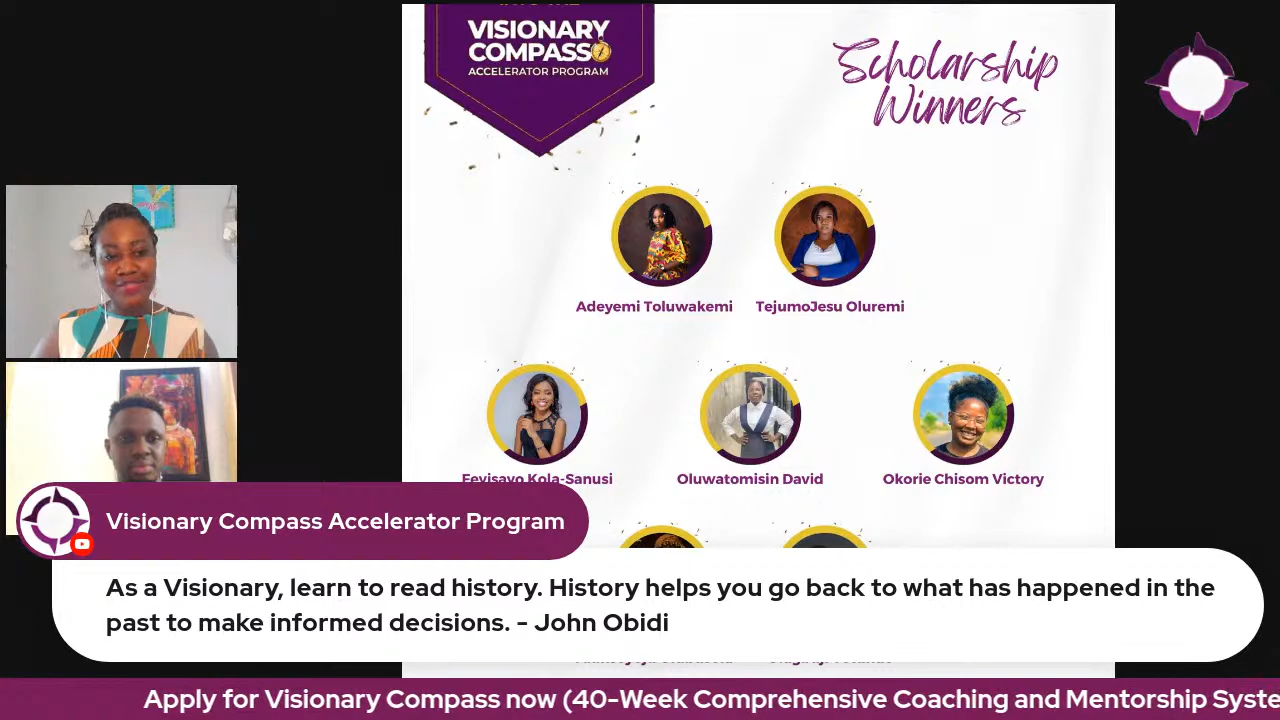 VISIONARY
COMPASS
ACCELERATOR PROGRAM
Scholarship
Winners
Adeyemi Toluwakemi
TejumoJesu Oluremi
Feyisayo Kola-Sanusi
Oluwatomisin David
Okorie Chisom Victory
Visionary Compass Accelerator Program
As a Visionary, learn to read history. History helps you go back to what has happened in the
past to make informed decisions. - John Obidi
Apply for Visionary Compass now (40-Week Comprehensive Coaching and Mentorship Syste